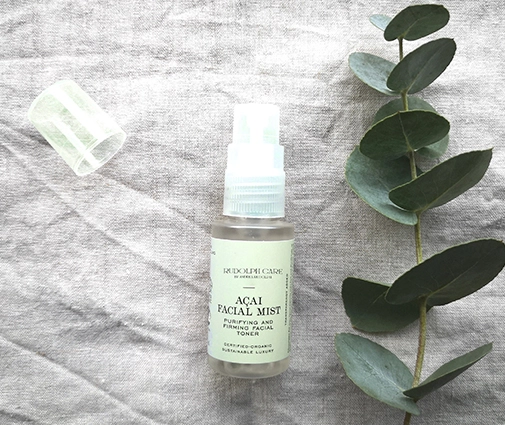 RUDOLPH CARE
AÇAI
FACIAL MIST
PURIFYING AND
FIRMING FACIAL
TONER
CERTIFIED ORGANIC
SUSTAINABLE LUXURY